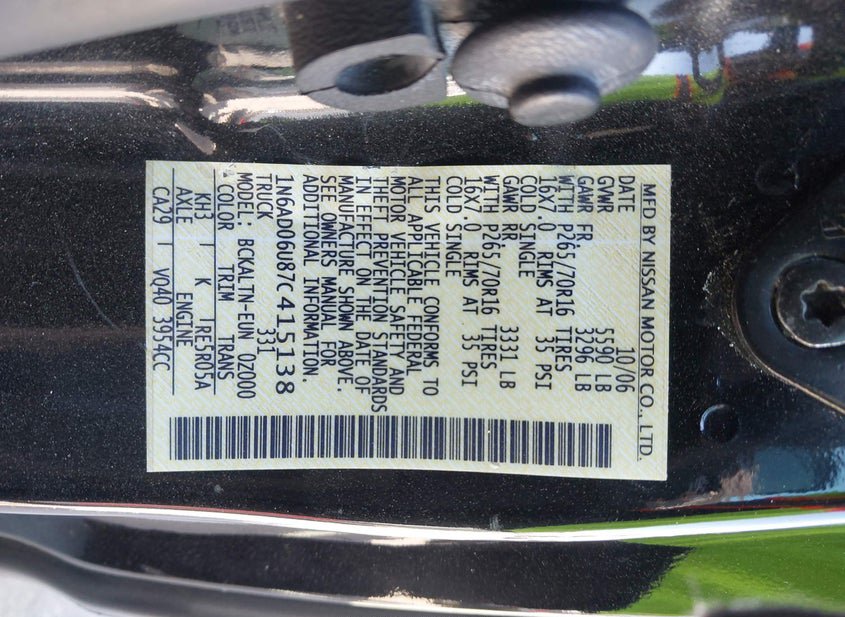 MFD BY NISSAN MOTOR CO., LTD.
DATE 10/06
GVWR 5590 LB
GAWR FR 3296 LB
WITH P265/70R16 TIRES
16X7.0 RIMS AT 35 PSI
COLD SINGLE
GAWR RR 3331 LB
WITH P265/70R16 TIRES
16X7.0 RIMS AT 35 PSI
COLD SINGLE
THIS VEHICLE CONFORMS TO
ALL APPLICABLE FEDERAL
MOTOR VEHICLE SAFETY AND
THEFT PREVENTION STANDARDS
IN EFFECT ON THE DATE OF
MANUFACTURE SHOWN ABOVE.
SEE OWNERS MANUAL FOR
ADDITIONAL INFORMATION.
1N6AD06U87C415138
TRUCK 331
MODEL: BCKALTN-EUN 0Z000
COLOR TRIM TRANS
KH3 K TRE5R05A
AXLE ENGINE
CA29 VQ40 3954CC